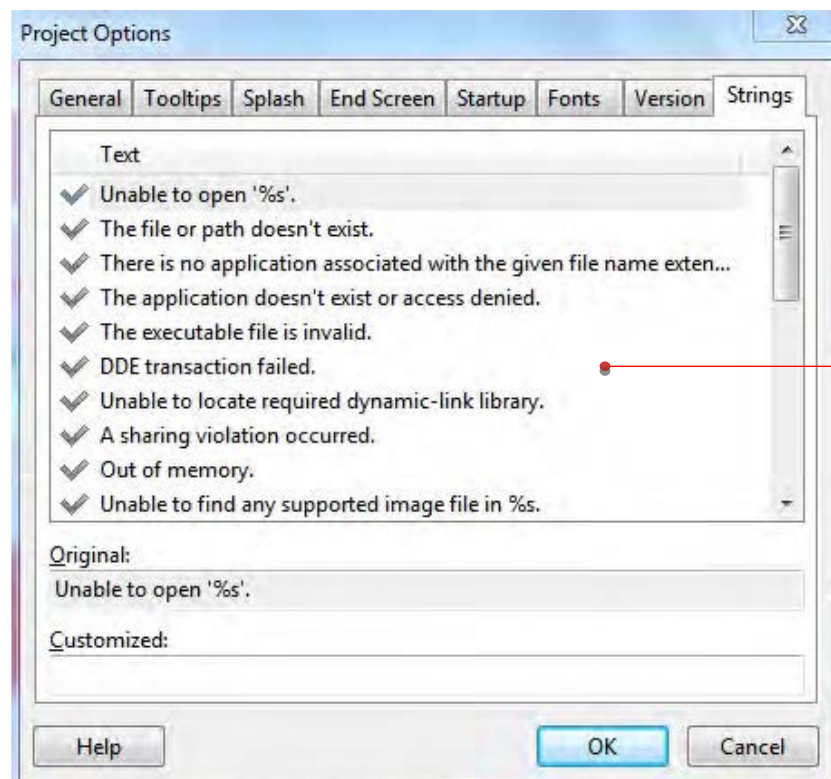 Project Options
General Tooltips Splash End Screen Startup Fonts Version Strings
Text
Unable to open '%s'.
The file or path doesn't exist.
There is no application associated with the given file name exten...
The application doesn't exist or access denied.
The executable file is invalid.
DDE transaction failed.
Unable to locate required dynamic-link library.
A sharing violation occurred.
Out of memory.
Unable to find any supported image file in %s.
Original:
Unable to open '%s'.
Customized:
Help OK Cancel